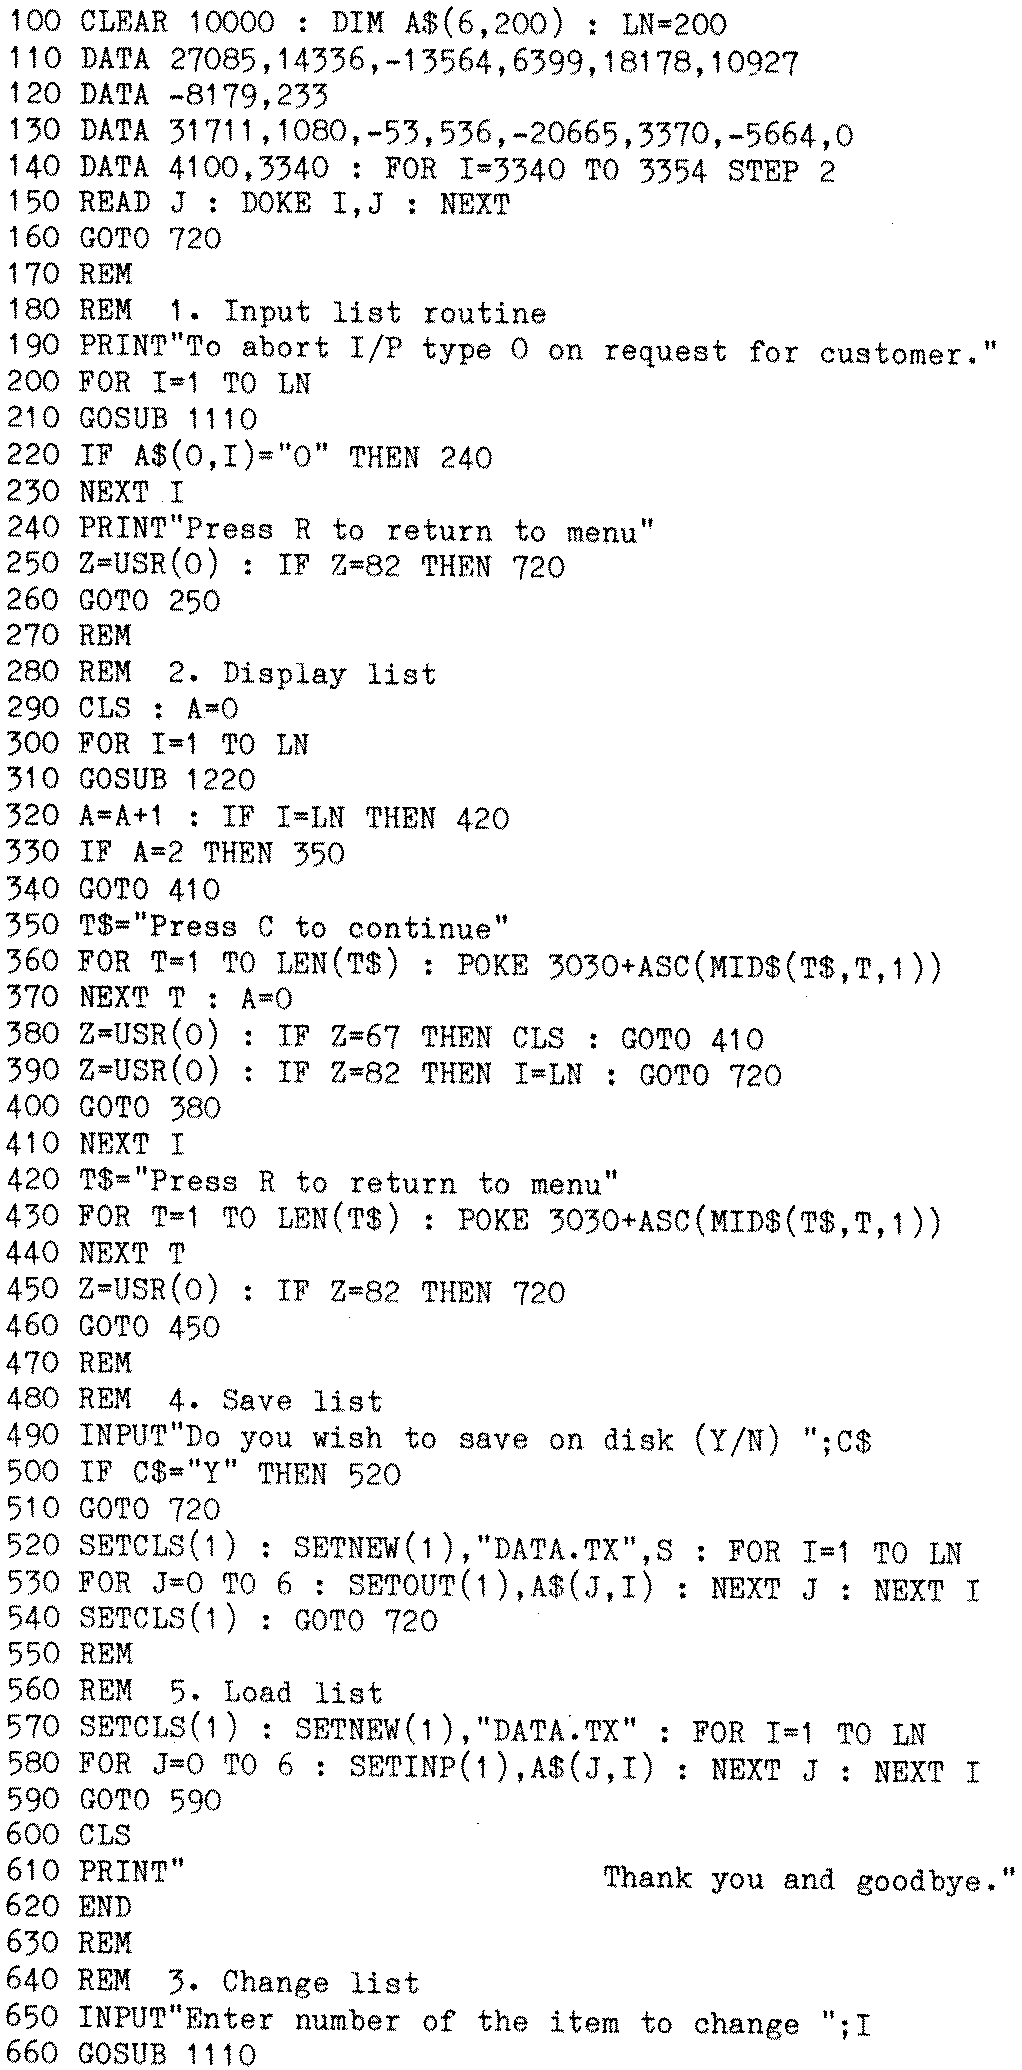 100 CLEAR 10000 : DIM A$(6,200) : LN=200
110 DATA 27085,14336,-13564,6399,18178,10927
120 DATA -8179,233
130 DATA 31711,1080,-53,536,-20665,3370,-5664,0
140 DATA 4100,3340 : FOR I=3340 TO 3354 STEP 2
150 READ J : DOKE I,J : NEXT
160 GOTO 720
170 REM
180 REM  1. Input list routine
190 PRINT"To abort I/P type 0 on request for customer."
200 FOR I=1 TO LN
210 GOSUB 1110
220 IF A$(0,I)="0" THEN 240
230 NEXT I
240 PRINT"Press R to return to menu"
250 Z=USR(0) : IF Z=82 THEN 720
260 GOTO 250
270 REM
280 REM  2. Display list
290 CLS : A=0
300 FOR I=1 TO LN
310 GOSUB 1220
320 A=A+1 : IF I=LN THEN 420
330 IF A=2 THEN 350
340 GOTO 410
350 T$="Press C to continue"
360 FOR T=1 TO LEN(T$) : POKE 3030+ASC(MID$(T$,T,1))
370 NEXT T : A=0
380 Z=USR(0) : IF Z=67 THEN CLS : GOTO 410
390 Z=USR(0) : IF Z=82 THEN I=LN : GOTO 720
400 GOTO 380
410 NEXT I
420 T$="Press R to return to menu"
430 FOR T=1 TO LEN(T$) : POKE 3030+ASC(MID$(T$,T,1))
440 NEXT T
450 Z=USR(0) : IF Z=82 THEN 720
460 GOTO 450
470 REM
480 REM  4. Save list
490 INPUT"Do you wish to save on disk (Y/N) ";C$
500 IF C$="Y" THEN 520
510 GOTO 720
520 SETCLS(1) : SETNEW(1),"DATA.TX",S : FOR I=1 TO LN
530 FOR J=0 TO 6 : SETOUT(1),A$(J,I) : NEXT J : NEXT I
540 SETCLS(1) : GOTO 720
550 REM
560 REM  5. Load list
570 SETCLS(1) : SETNEW(1),"DATA.TX" : FOR I=1 TO LN
580 FOR J=0 TO 6 : SETINP(1),A$(J,I) : NEXT J : NEXT I
590 GOTO 590
600 CLS
610 PRINT"                       Thank you and goodbye."
620 END
630 REM
640 REM  3. Change list
650 INPUT"Enter number of the item to change ";I
660 GOSUB 1110